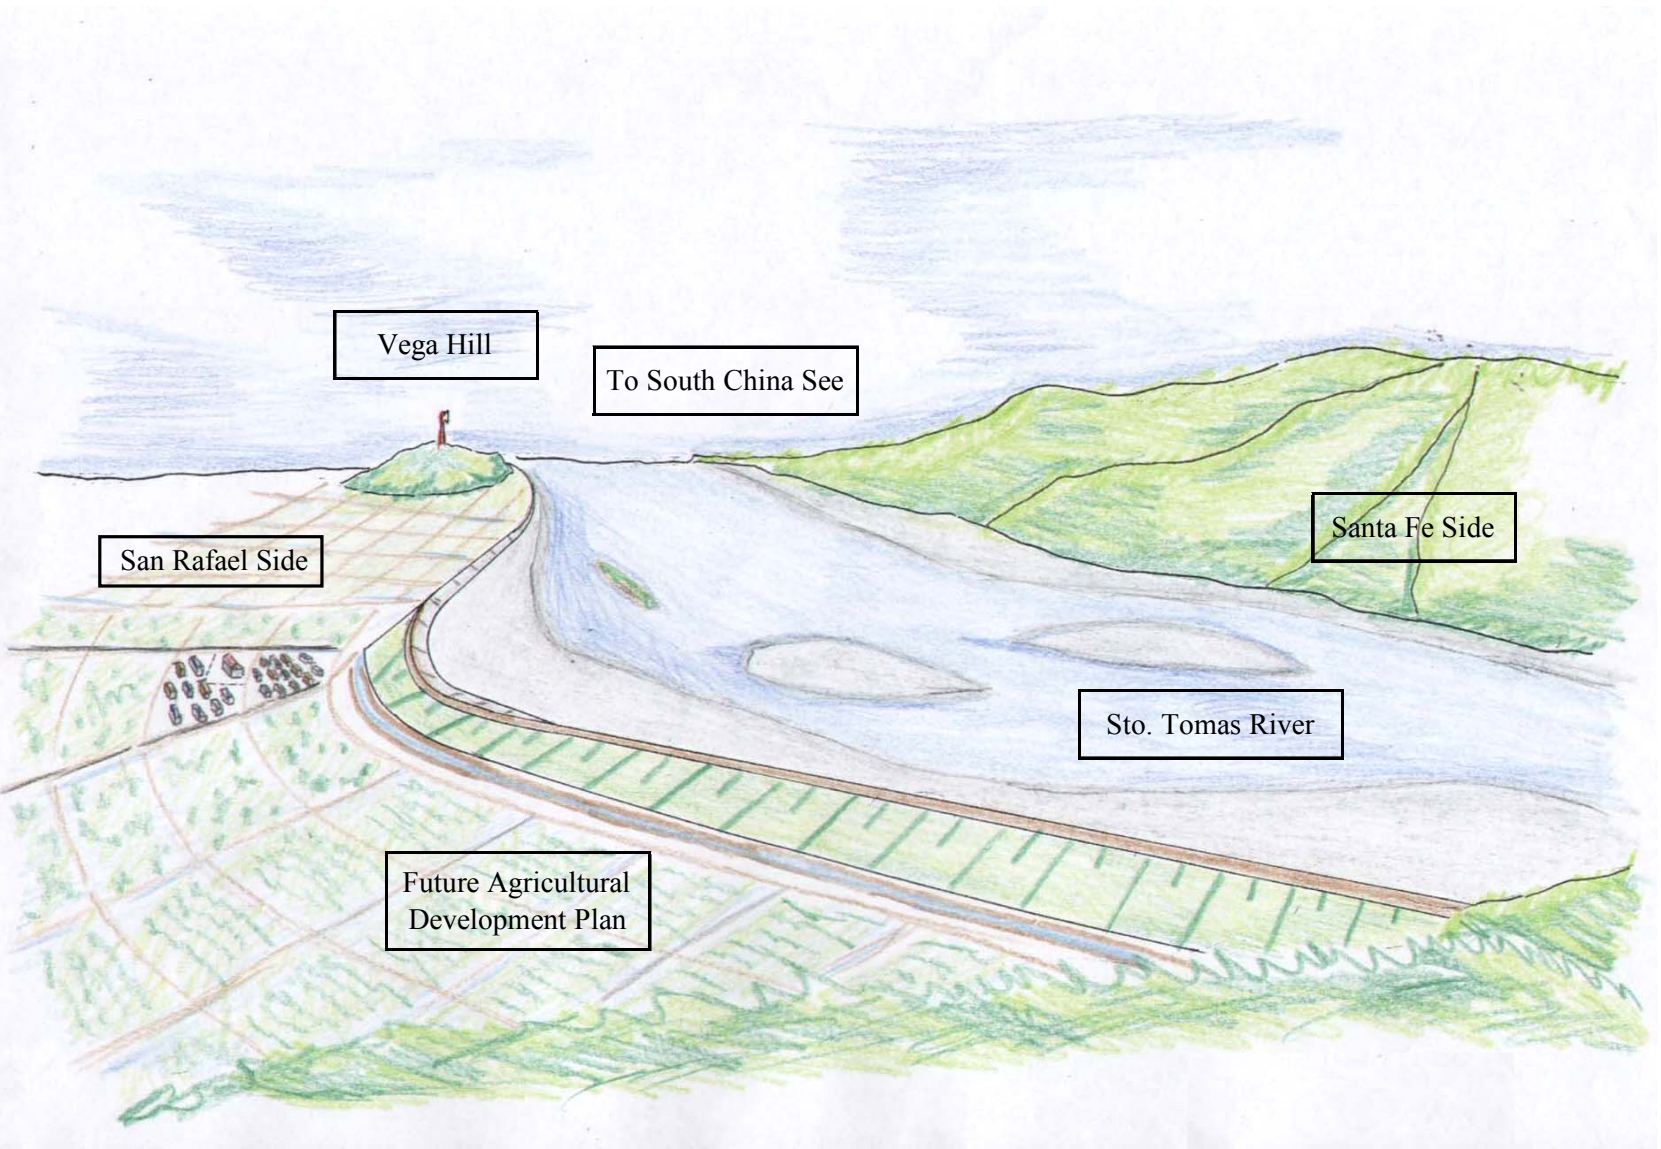 Vega Hill
To South China See
Santa Fe Side
San Rafael Side
Sto. Tomas River
Future Agricultural
Development Plan